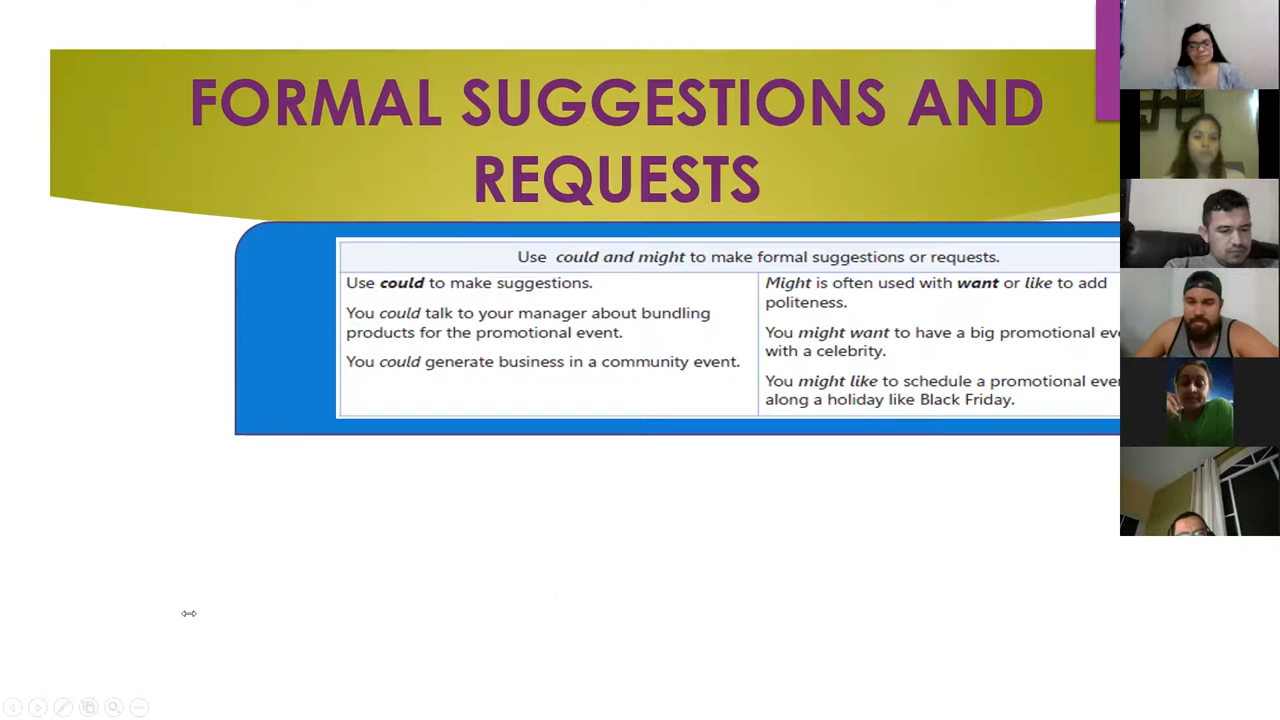 FORMAL SUGGESTIONS AND
REQUESTS
Use could and might to make formal suggestions or requests.
Use could to make suggestions.
You could talk to your manager about bundling
products for the promotional event.
You could generate business in a community event.
Might is often used with want or like to add
politeness.
You might want to have a big promotional
with a celebrity.
You might like to schedule a promotional
along a holiday like Black Friday.